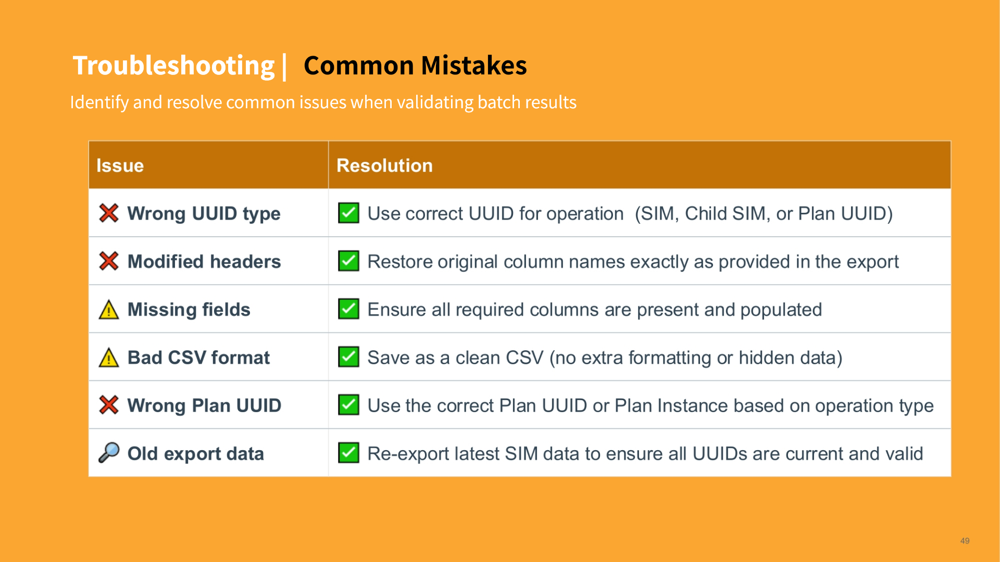 Troubleshooting | Common Mistakes
Identify and resolve common issues when validating batch results
Issue Resolution
❌ Wrong UUID type ✅ Use correct UUID for operation (SIM, Child SIM, or Plan UUID)
❌ Modified headers ✅ Restore original column names exactly as provided in the export
⚠️ Missing fields ✅ Ensure all required columns are present and populated
⚠️ Bad CSV format ✅ Save as a clean CSV (no extra formatting or hidden data)
❌ Wrong Plan UUID ✅ Use the correct Plan UUID or Plan Instance based on operation type
🔎 Old export data ✅ Re-export latest SIM data to ensure all UUIDs are current and valid
49